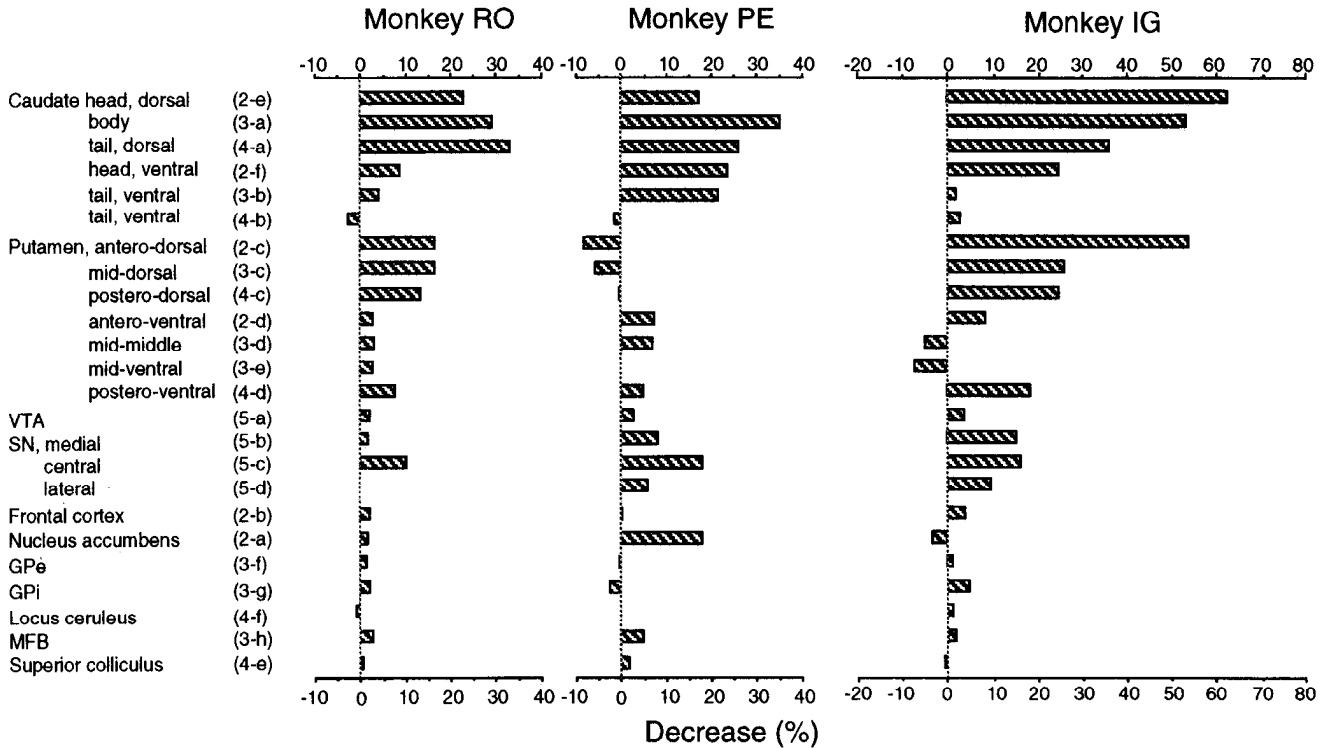 Monkey RO Monkey PE Monkey IG
-10 0 10 20 30 40 -10 0 10 20 30 40 -20 -10 0 10 20 30 40 50 60 70 80
Caudate head, dorsal (2-e)
body (3-a)
tail, dorsal (4-a)
head, ventral (2-f)
tail, ventral (3-b)
tail, ventral (4-b)
Putamen, antero-dorsal (2-c)
mid-dorsal (3-c)
postero-dorsal (4-c)
antero-ventral (2-d)
mid-middle (3-d)
mid-ventral (3-e)
postero-ventral (4-d)
VTA (5-a)
SN, medial (5-b)
central (5-c)
lateral (5-d)
Frontal cortex (2-b)
Nucleus accumbens (2-a)
GPe (3-f)
GPi (3-g)
Locus ceruleus (4-f)
MFB (3-h)
Superior colliculus (4-e)
-10 0 10 20 30 40 -10 0 10 20 30 40 -20 -10 0 10 20 30 40 50 60 70 80
Decrease (%)